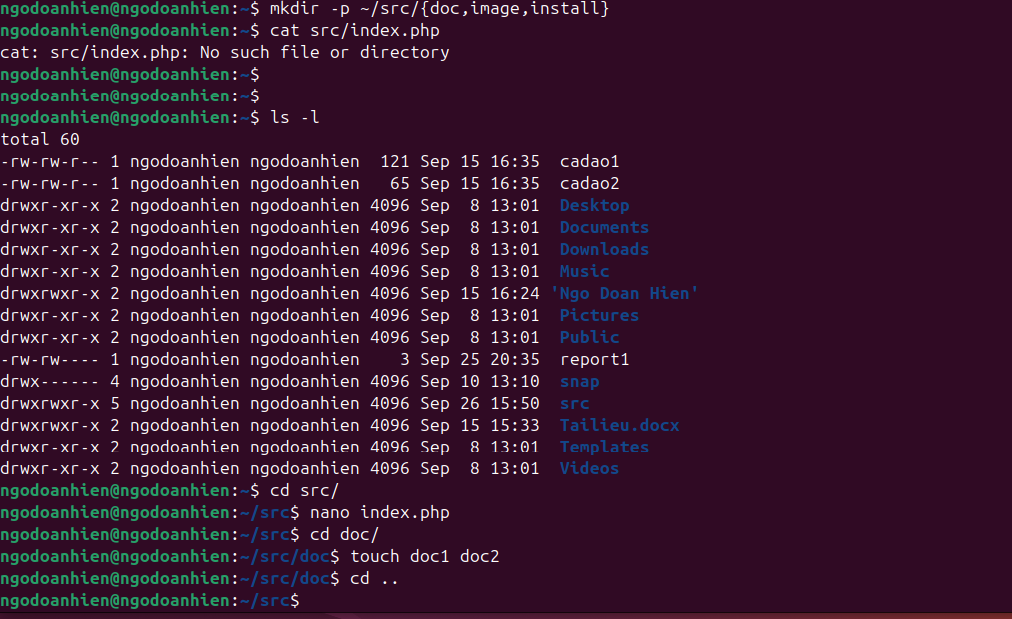 ngodoanhien@ngodoanhien:~$ mkdir -p ~/src/{doc,image,install}
ngodoanhien@ngodoanhien:~$ cat src/index.php
cat: src/index.php: No such file or directory
ngodoanhien@ngodoanhien:~$
ngodoanhien@ngodoanhien:~$
ngodoanhien@ngodoanhien:~$ ls -l
total 60
-rw-rw-r-- 1 ngodoanhien ngodoanhien  121 Sep 15 16:35  cadao1
-rw-rw-r-- 1 ngodoanhien ngodoanhien   65 Sep 15 16:35  cadao2
drwxr-xr-x 2 ngodoanhien ngodoanhien 4096 Sep  8 13:01  Desktop
drwxr-xr-x 2 ngodoanhien ngodoanhien 4096 Sep  8 13:01  Documents
drwxr-xr-x 2 ngodoanhien ngodoanhien 4096 Sep  8 13:01  Downloads
drwxr-xr-x 2 ngodoanhien ngodoanhien 4096 Sep  8 13:01  Music
drwxrwxr-x 2 ngodoanhien ngodoanhien 4096 Sep 15 16:24 'Ngo Doan Hien'
drwxr-xr-x 2 ngodoanhien ngodoanhien 4096 Sep  8 13:01  Pictures
drwxr-xr-x 2 ngodoanhien ngodoanhien 4096 Sep  8 13:01  Public
-rw-rw---- 1 ngodoanhien ngodoanhien    3 Sep 25 20:35  report1
drwx------ 4 ngodoanhien ngodoanhien 4096 Sep 10 13:10  snap
drwxrwxr-x 5 ngodoanhien ngodoanhien 4096 Sep 26 15:50  src
drwxrwxr-x 2 ngodoanhien ngodoanhien 4096 Sep 15 15:33  Tailieu.docx
drwxr-xr-x 2 ngodoanhien ngodoanhien 4096 Sep  8 13:01  Templates
drwxr-xr-x 2 ngodoanhien ngodoanhien 4096 Sep  8 13:01  Videos
ngodoanhien@ngodoanhien:~$ cd src/
ngodoanhien@ngodoanhien:~/src$ nano index.php
ngodoanhien@ngodoanhien:~/src$ cd doc/
ngodoanhien@ngodoanhien:~/src/doc$ touch doc1 doc2
ngodoanhien@ngodoanhien:~/src/doc$ cd ..
ngodoanhien@ngodoanhien:~/src$